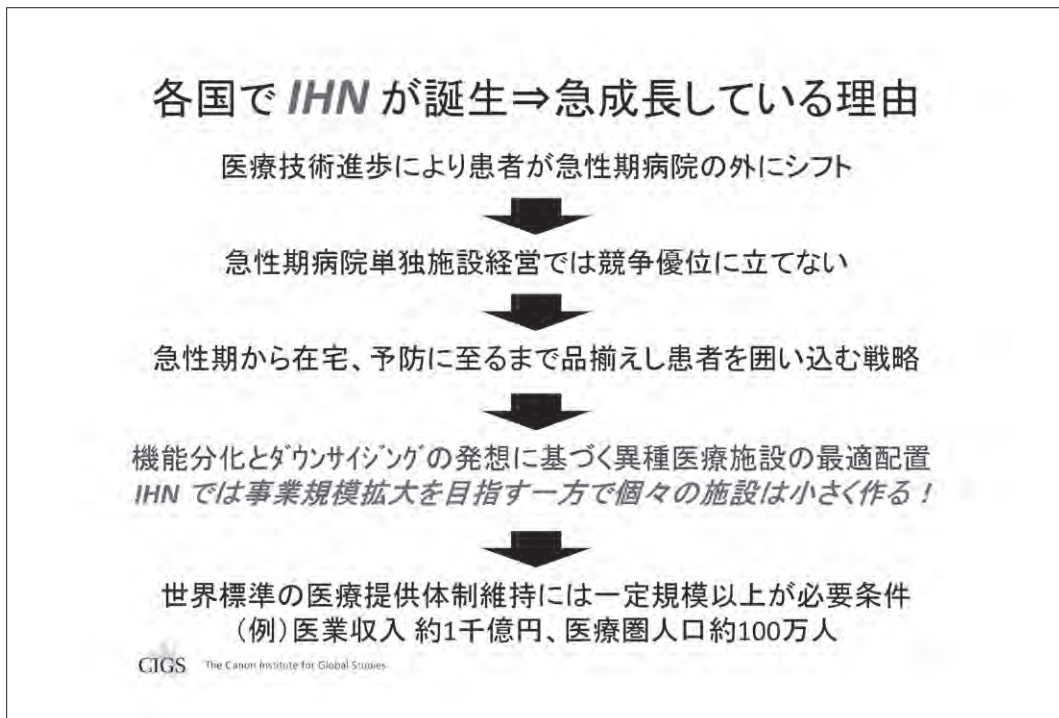 各国で IHN が誕生⇒急成長している理由
医療技術進歩により患者が急性期病院の外にシフト
急性期病院単独施設経営では競争優位に立てない
急性期から在宅、予防に至るまで品揃えし患者を囲い込む戦略
機能分化とﾀﾞｳﾝｻｲｼﾞﾝｸﾞの発想に基づく異種医療施設の最適配置
IHN では事業規模拡大を目指す一方で個々の施設は小さく作る！
世界標準の医療提供体制維持には一定規模以上が必要条件
（例）医業収入 約1千億円、医療圏人口約100万人
CIGS The Canon Institute for Global Studies